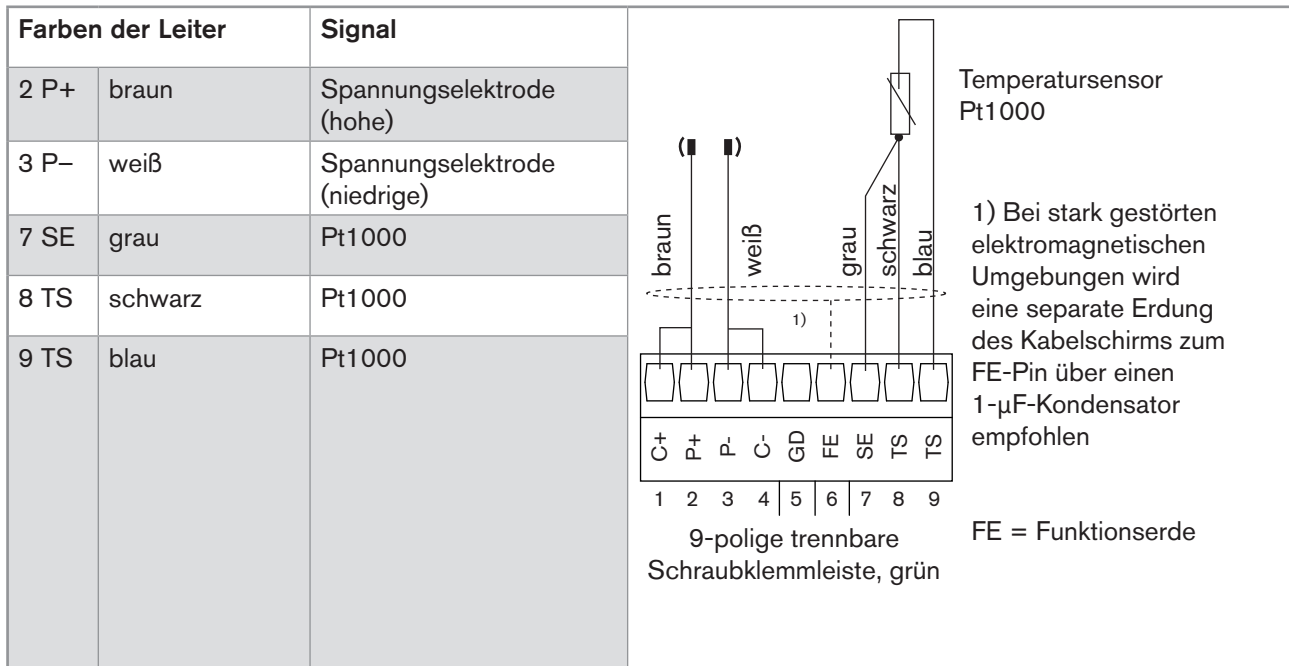 Farben der Leiter Signal
2 P+ braun Spannungselektrode
(hohe)
3 P– weiß Spannungselektrode
(niedrige)
7 SE grau Pt1000
8 TS schwarz Pt1000
9 TS blau Pt1000
Temperatursensor
Pt1000
braun
weiß
grau
schwarz
blau
1)
C+ P+ P- C- GD FE SE TS TS
1 2 3 4 5 6 7 8 9
9-polige trennbare
Schraubklemmleiste, grün
1) Bei stark gestörten
elektromagnetischen
Umgebungen wird
eine separate Erdung
des Kabelschirms zum
FE-Pin über einen
1-µF-Kondensator
empfohlen
FE = Funktionserde